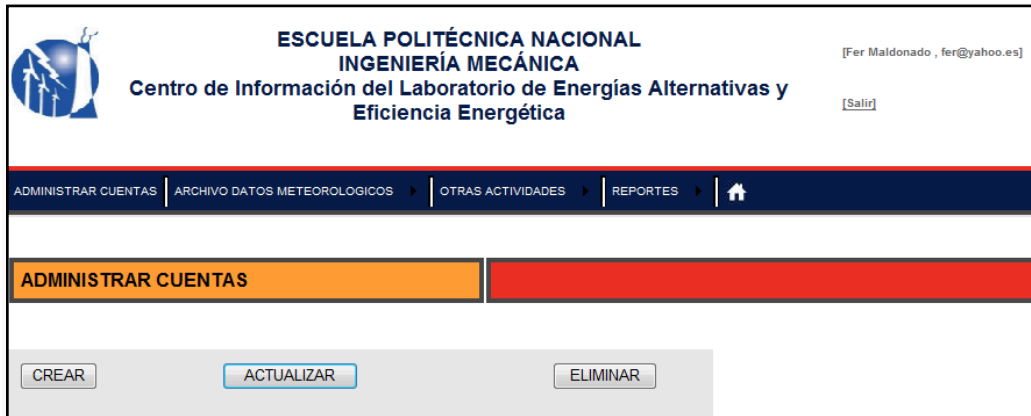 ESCUELA POLITÉCNICA NACIONAL
INGENIERÍA MECÁNICA
Centro de Información del Laboratorio de Energías Alternativas y
Eficiencia Energética
[Fer Maldonado , fer@yahoo.es]
[Salir]
ADMINISTRAR CUENTAS ARCHIVO DATOS METEOROLOGICOS OTRAS ACTIVIDADES REPORTES
ADMINISTRAR CUENTAS
CREAR ACTUALIZAR ELIMINAR